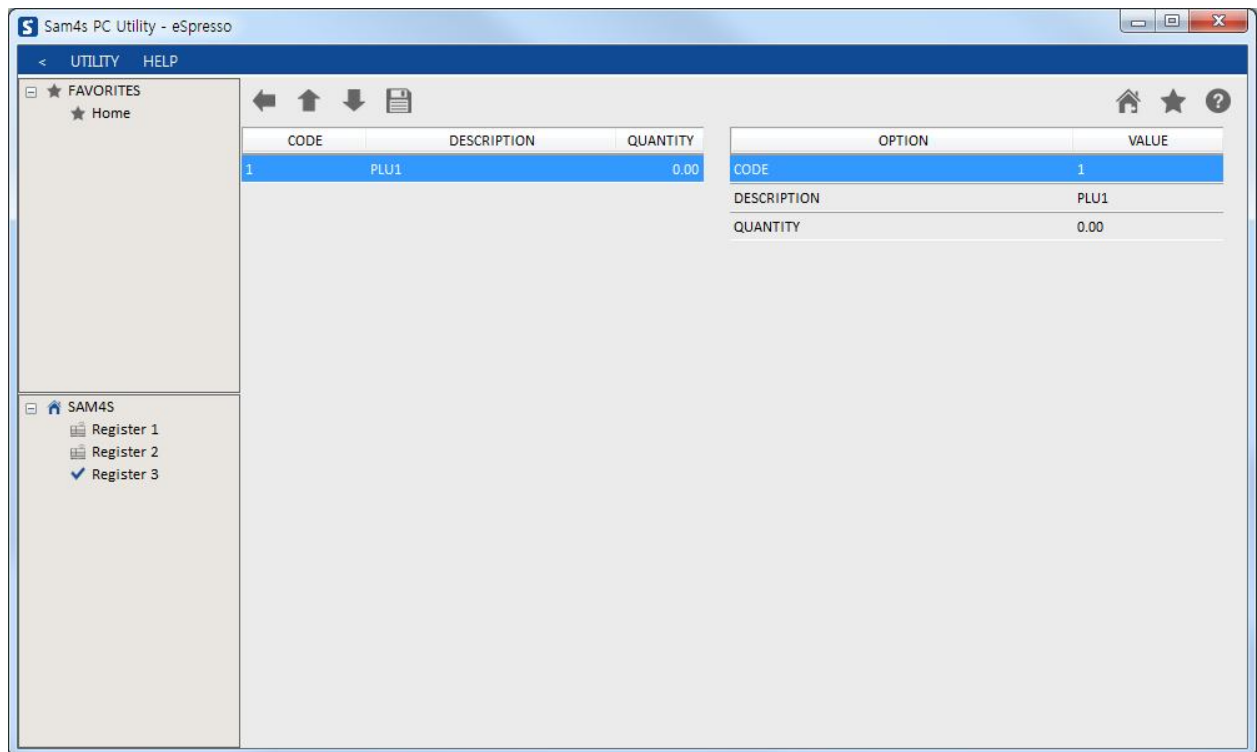 Sam4s PC Utility - eSpresso
< UTILITY HELP
FAVORITES
Home
CODE DESCRIPTION QUANTITY
1 PLU1 0.00
OPTION VALUE
CODE 1
DESCRIPTION PLU1
QUANTITY 0.00
SAM4S
Register 1
Register 2
Register 3